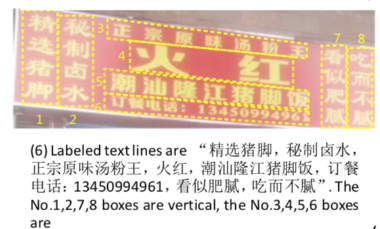 精选猪脚
1
秘制卤水
2
3 正宗原味汤粉王
4 火红
5 潮汕隆江猪脚饭
6 订餐电话:13450994961
7
看似肥腻
8
吃而不腻
(6) Labeled text lines are “精选猪脚，秘制卤水，
正宗原味汤粉王，火红，潮汕隆江猪脚饭，订餐
电话：13450994961，看似肥腻，吃而不腻”. The
No.1,2,7,8 boxes are vertical, the No.3,4,5,6 boxes
are